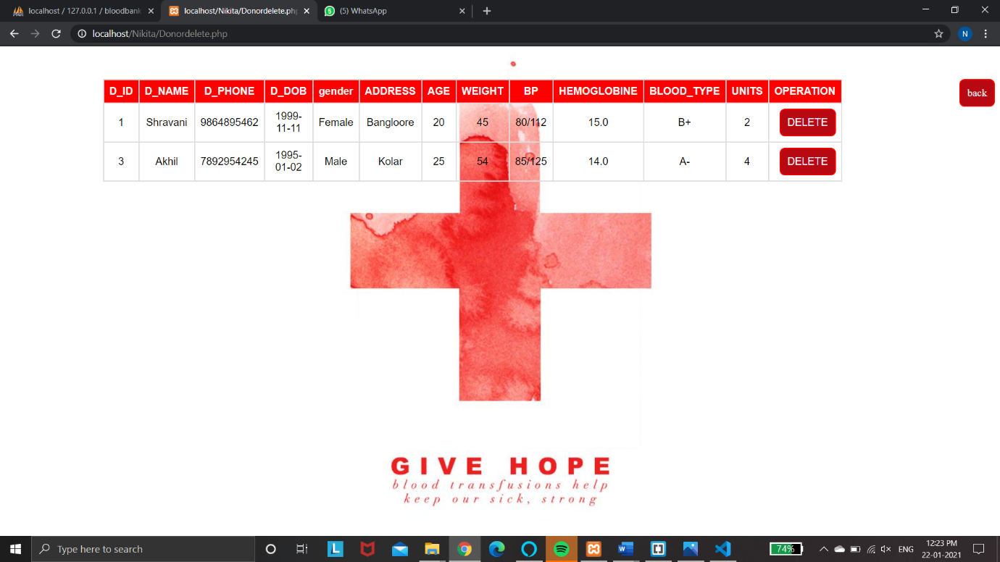 localhost / 127.0.0.1 / bloodbank
localhost/Nikita/Donordelete.php
(5) WhatsApp
localhost/Nikita/Donordelete.php
N
D_ID D_NAME D_PHONE D_DOB gender ADDRESS AGE WEIGHT BP HEMOGLOBINE BLOOD_TYPE UNITS OPERATION
back
1 Shravani 9864895462 1999-11-11 Female Bangloore 20 45 80/112 15.0 B+ 2 DELETE
3 Akhil 7892954245 1995-01-02 Male Kolar 25 54 85/125 14.0 A- 4 DELETE
GIVE HOPE
blood transfusions help
keep our sick, strong
Type here to search
L
74%
ENG
12:23 PM
22-01-2021